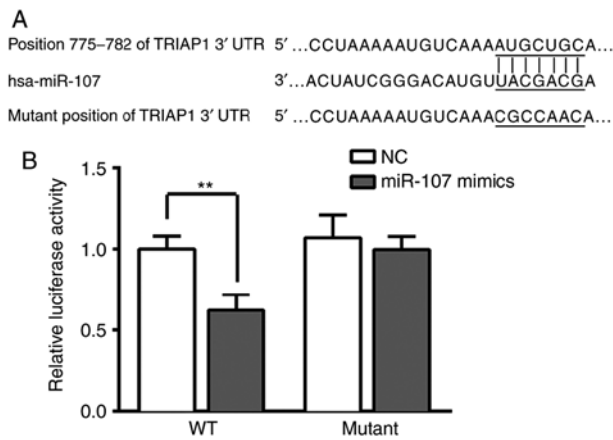 A
Position 775–782 of TRIAP1 3′ UTR 5′ ...CCUAAAAAUGUCAAAAUGCUGCA...
hsa-miR-107 3′ ...ACUAUCGGGACAUGUUACGACGA
Mutant position of TRIAP1 3′ UTR 5′ ...CCUAAAAAUGUCAAACGCCAACA...
B
NC
miR-107 mimics
Relative luciferase activity
1.5
1.0
0.5
0.0
**
WT
Mutant